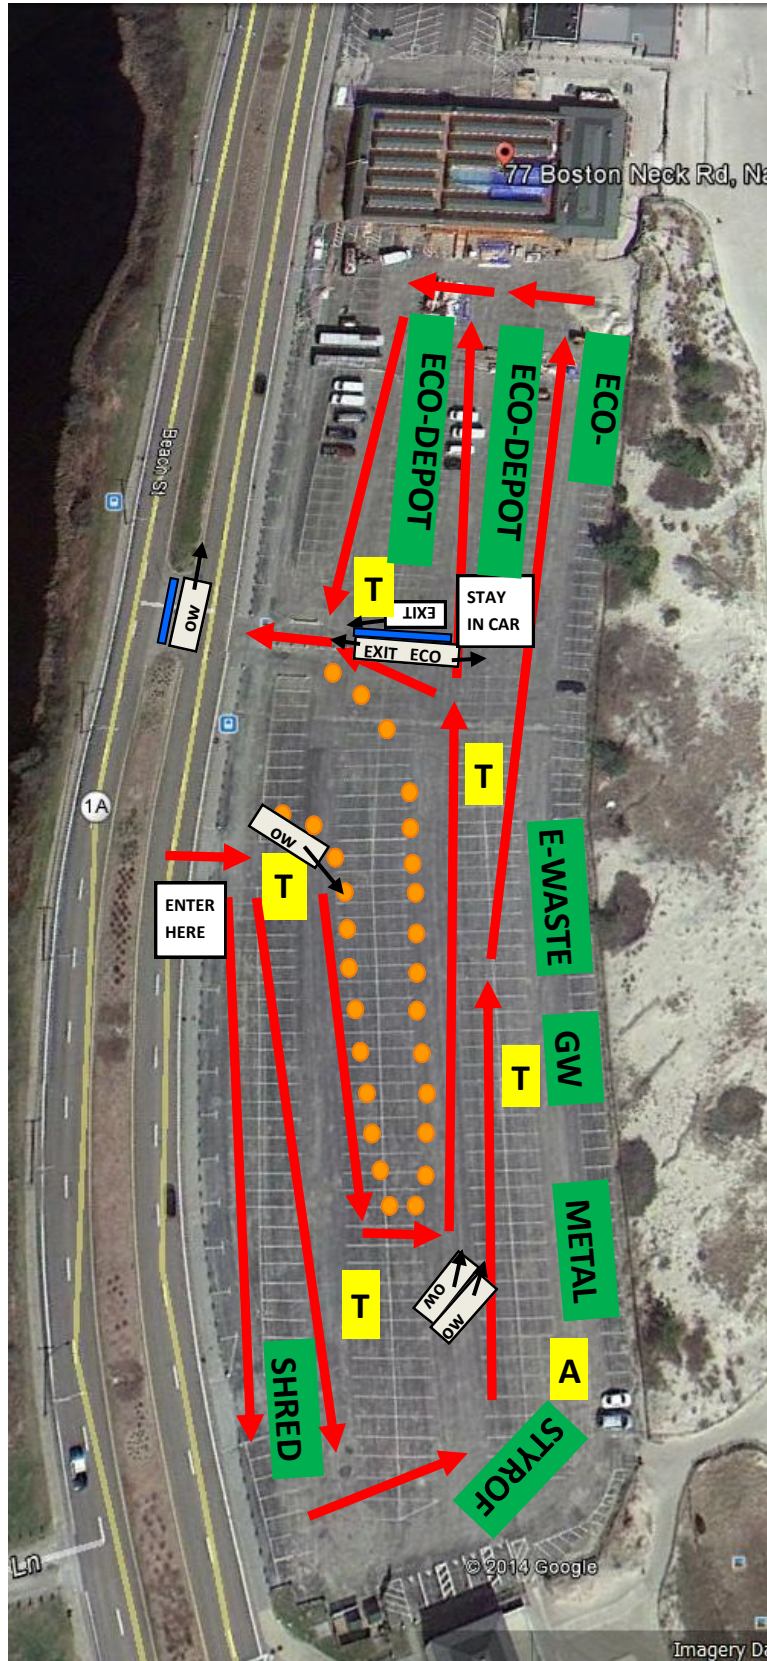 77 Boston Neck Rd, Na
ECO-DEPOT
ECO-DEPOT
ECO-
Beach St
T
EXIT
STAY
IN CAR
OW
EXIT ECO
T
1A
OW
T
E-WASTE
ENTER
HERE
GW
T
METAL
OW
OW
T
A
SHRED
STYROF
Ln
© 2014 Google
Imagery Da